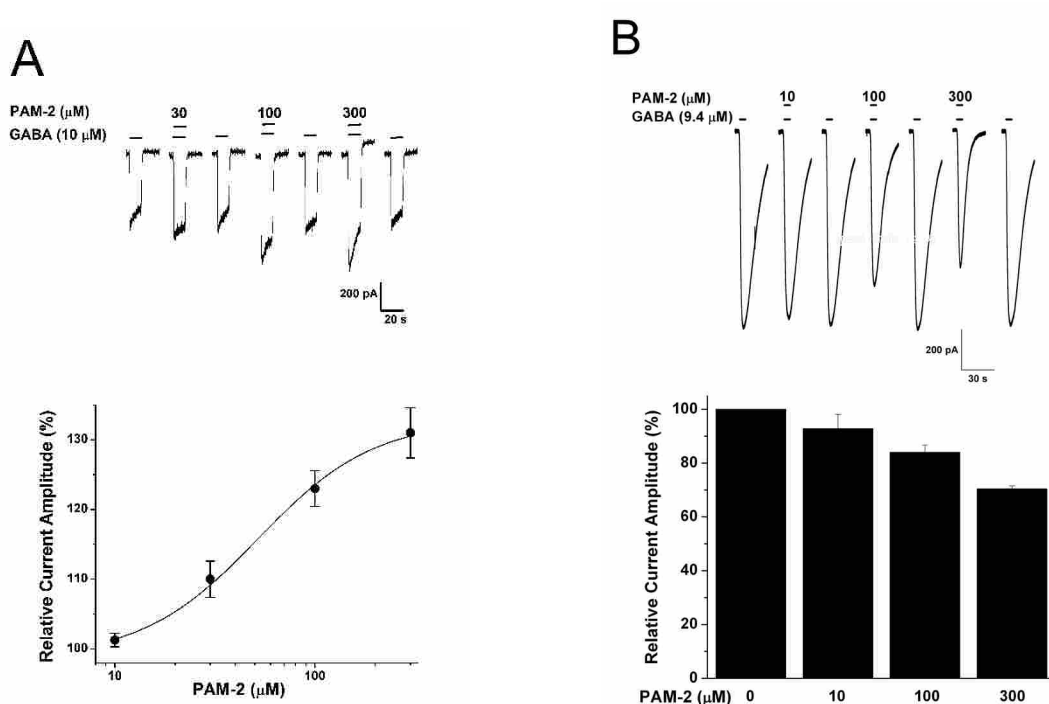 A
PAM-2 (μM) 30 100 300
GABA (10 μM)
200 pA
20 s
Relative Current Amplitude (%)
130
120
110
100
10 100
PAM-2 (μM)
B
PAM-2 (μM) 10 100 300
GABA (9.4 μM)
200 pA
30 s
Relative Current Amplitude (%)
100
80
60
40
20
0
PAM-2 (μM) 0 10 100 300